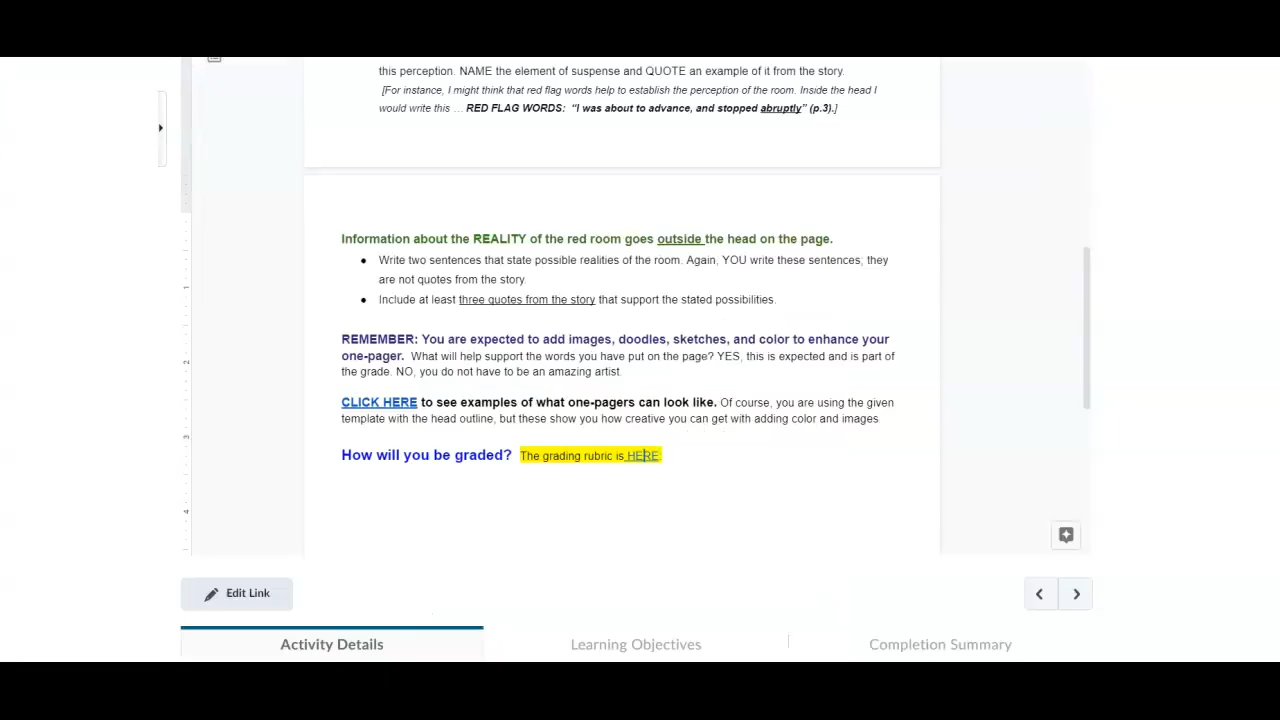 this perception. NAME the element of suspense and QUOTE an example of it from the story.
[For instance, I might think that red flag words help to establish the perception of the room. Inside the head I
would write this … RED FLAG WORDS: “I was about to advance, and stopped abruptly” (p.3).]
Information about the REALITY of the red room goes outside the head on the page.
● Write two sentences that state possible realities of the room. Again, YOU write these sentences; they
are not quotes from the story.
● Include at least three quotes from the story that support the stated possibilities.
REMEMBER: You are expected to add images, doodles, sketches, and color to enhance your
one-pager. What will help support the words you have put on the page? YES, this is expected and is part of
the grade. NO, you do not have to be an amazing artist.
CLICK HERE to see examples of what one-pagers can look like. Of course, you are using the given
template with the head outline, but these show you how creative you can get with adding color and images
How will you be graded? The grading rubric is HERE.
1
2
3
4
Edit Link
Activity Details
Learning Objectives
Completion Summary